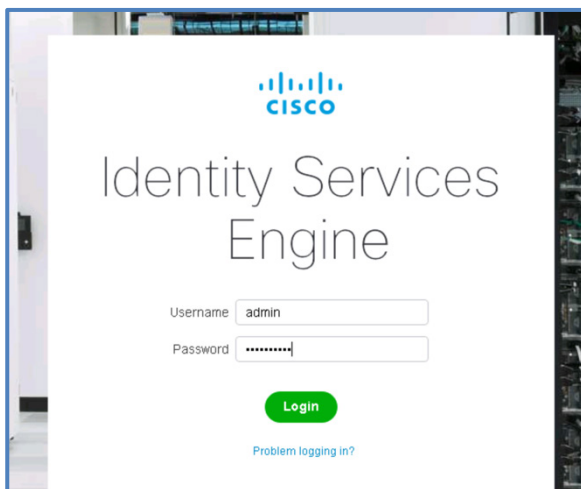 CISCO
Identity Services
Engine
Username admin
Password ••••••••••
Login
Problem logging in?